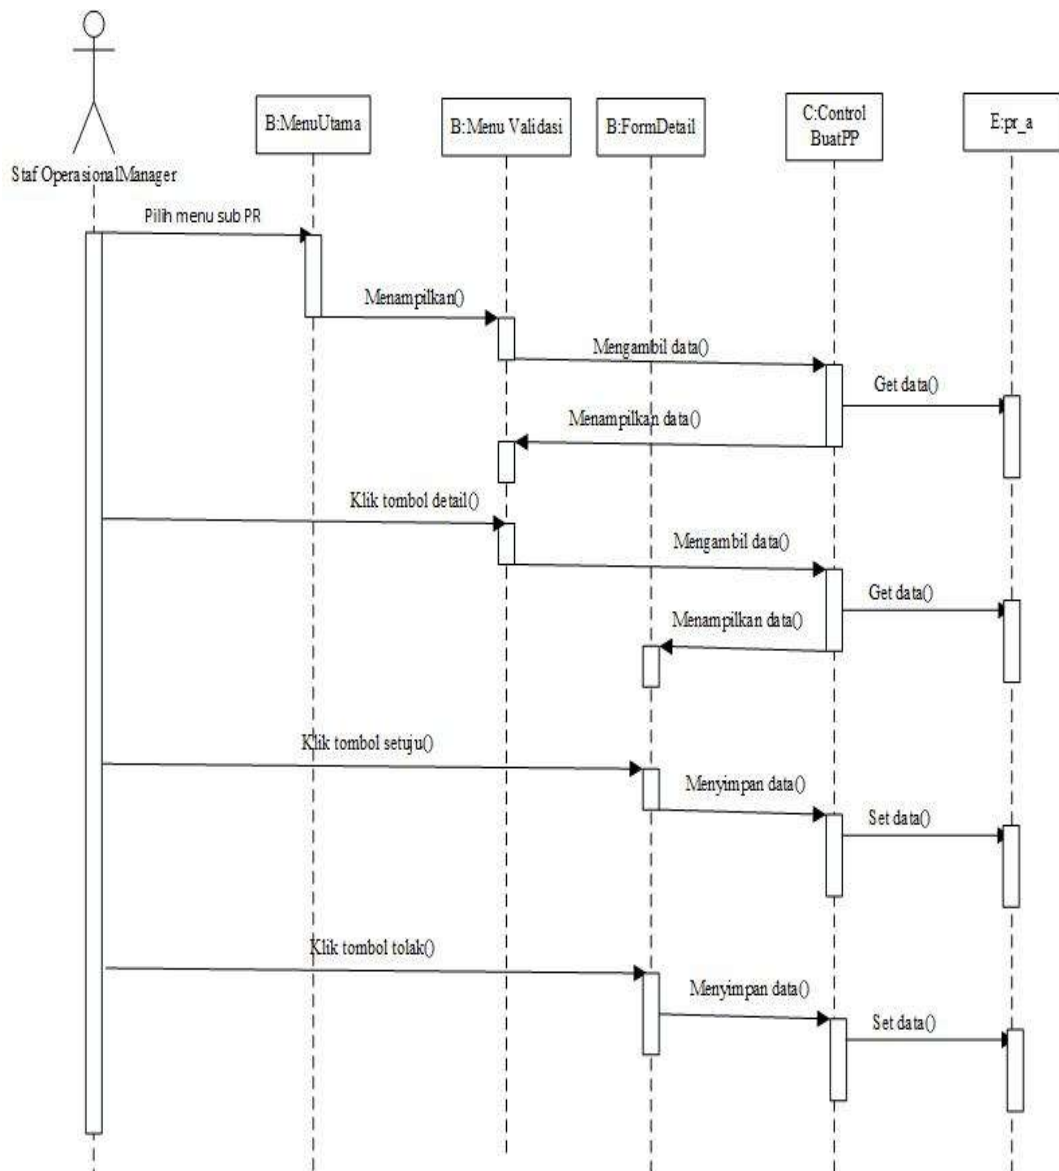 B:MenuUtama
B:Menu Validasi
B:FormDetail
C:Control
BuatPP
E:pr_a
Staf OperasionalManager
Pilih menu sub PR
Menampilkan()
Mengambil data()
Get data()
Menampilkan data()
Klik tombol detail()
Mengambil data()
Get data()
Menampilkan data()
Klik tombol setuju()
Menyimpan data()
Set data()
Klik tombol tolak()
Menyimpan data()
Set data()